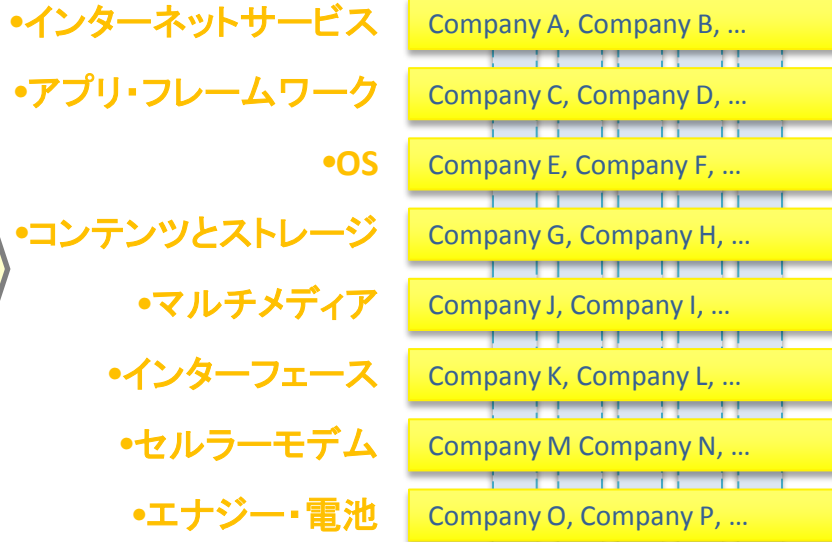 •インターネットサービス Company A, Company B, ...
•アプリ・フレームワーク Company C, Company D, ...
•OS Company E, Company F, ...
•コンテンツとストレージ Company G, Company H, ...
•マルチメディア Company J, Company I, ...
•インターフェース Company K, Company L, ...
•セルラーモデム Company M Company N, ...
•エナジー・電池 Company O, Company P, ...